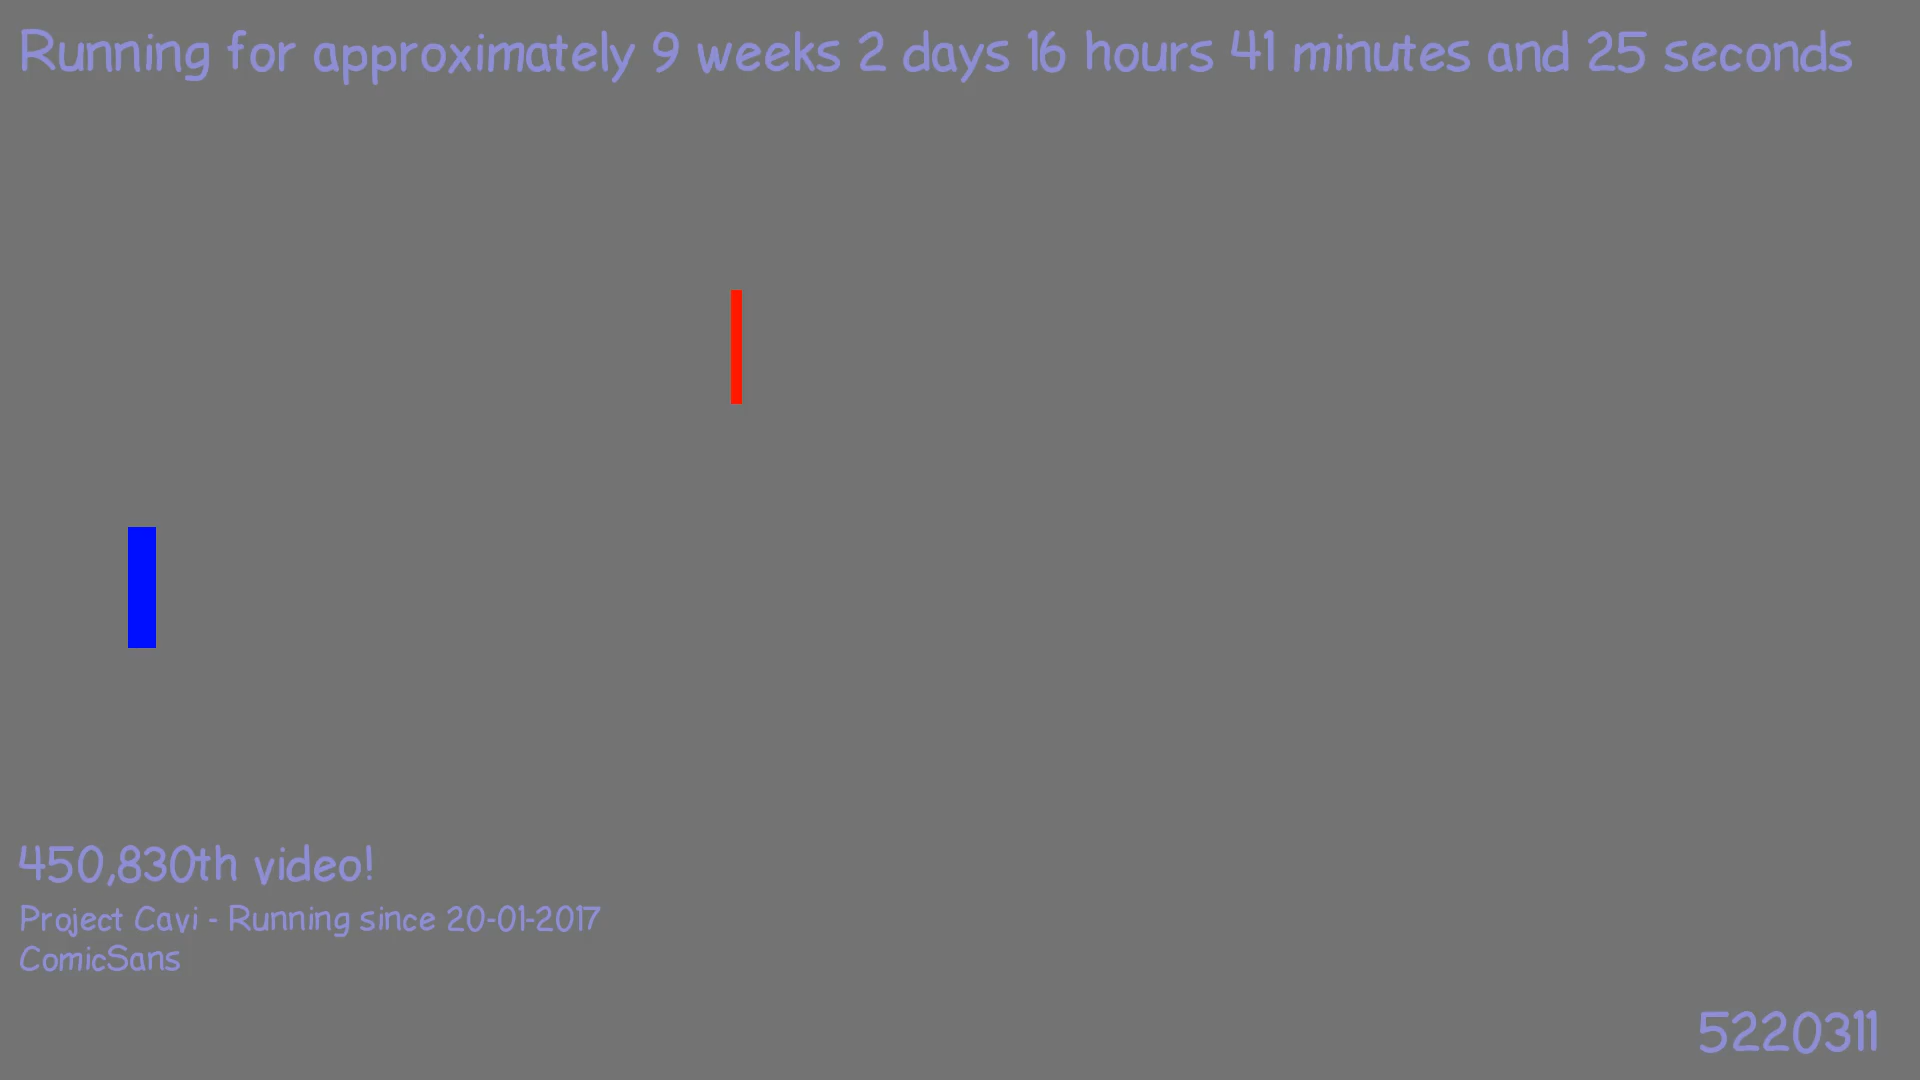 Running for approximately 9 weeks 2 days 16 hours 41 minutes and 25 seconds
450,830th video!
Project Cavi - Running since 20-01-2017
ComicSans
5220311